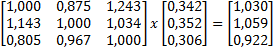 [1,000 0,875 1,243] [0,342] [1,030]
[1,143 1,000 1,034] x [0,352] = [1,059]
[0,805 0,967 1,000] [0,306] [0,922]